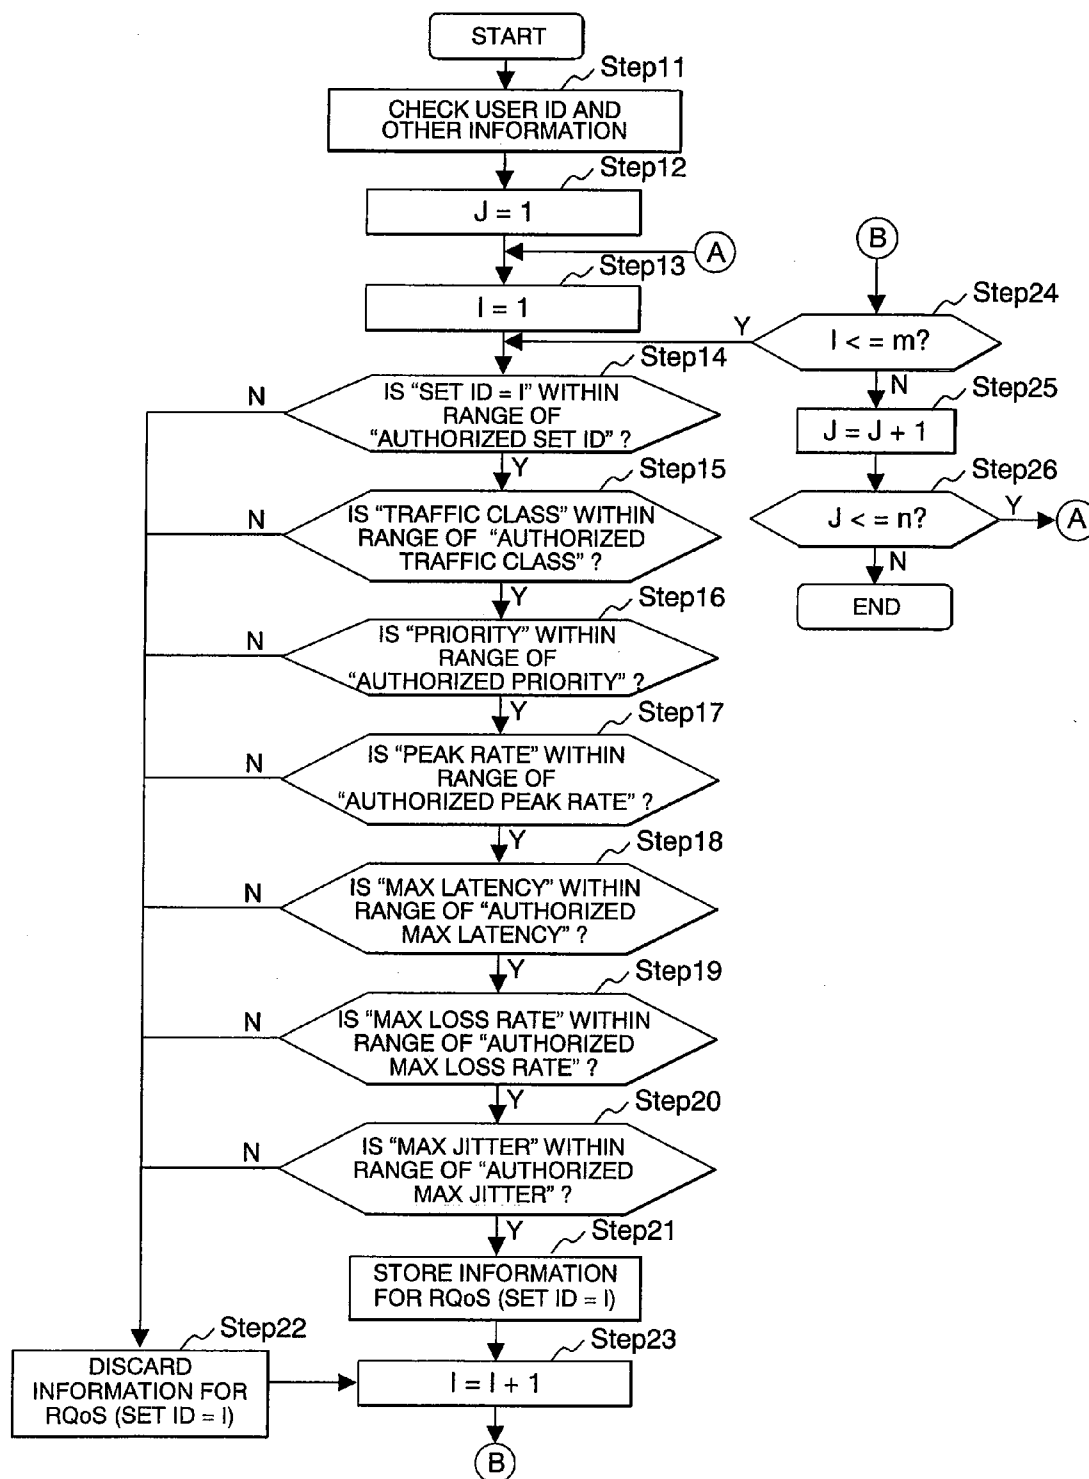 START
Step11
CHECK USER ID AND
OTHER INFORMATION
Step12
J = 1
A
Step13
I = 1
Step14
IS “SET ID = I” WITHIN
RANGE OF
“AUTHORIZED SET ID” ?
N
Y
Step15
IS “TRAFFIC CLASS” WITHIN
RANGE OF “AUTHORIZED
TRAFFIC CLASS” ?
N
Y
Step16
IS “PRIORITY” WITHIN
RANGE OF
“AUTHORIZED PRIORITY” ?
N
Y
Step17
IS “PEAK RATE” WITHIN
RANGE OF
“AUTHORIZED PEAK RATE” ?
N
Y
Step18
IS “MAX LATENCY” WITHIN
RANGE OF “AUTHORIZED
MAX LATENCY” ?
N
Y
Step19
IS “MAX LOSS RATE” WITHIN
RANGE OF “AUTHORIZED
MAX LOSS RATE” ?
N
Y
Step20
IS “MAX JITTER” WITHIN
RANGE OF “AUTHORIZED
MAX JITTER” ?
N
Y
Step21
STORE INFORMATION
FOR RQoS (SET ID = I)
Step22
DISCARD
INFORMATION FOR
RQoS (SET ID = I)
Step23
I = I + 1
B
B
Step24
I < = m?
Y
N
Step25
J = J + 1
Step26
J < = n?
Y
A
N
END